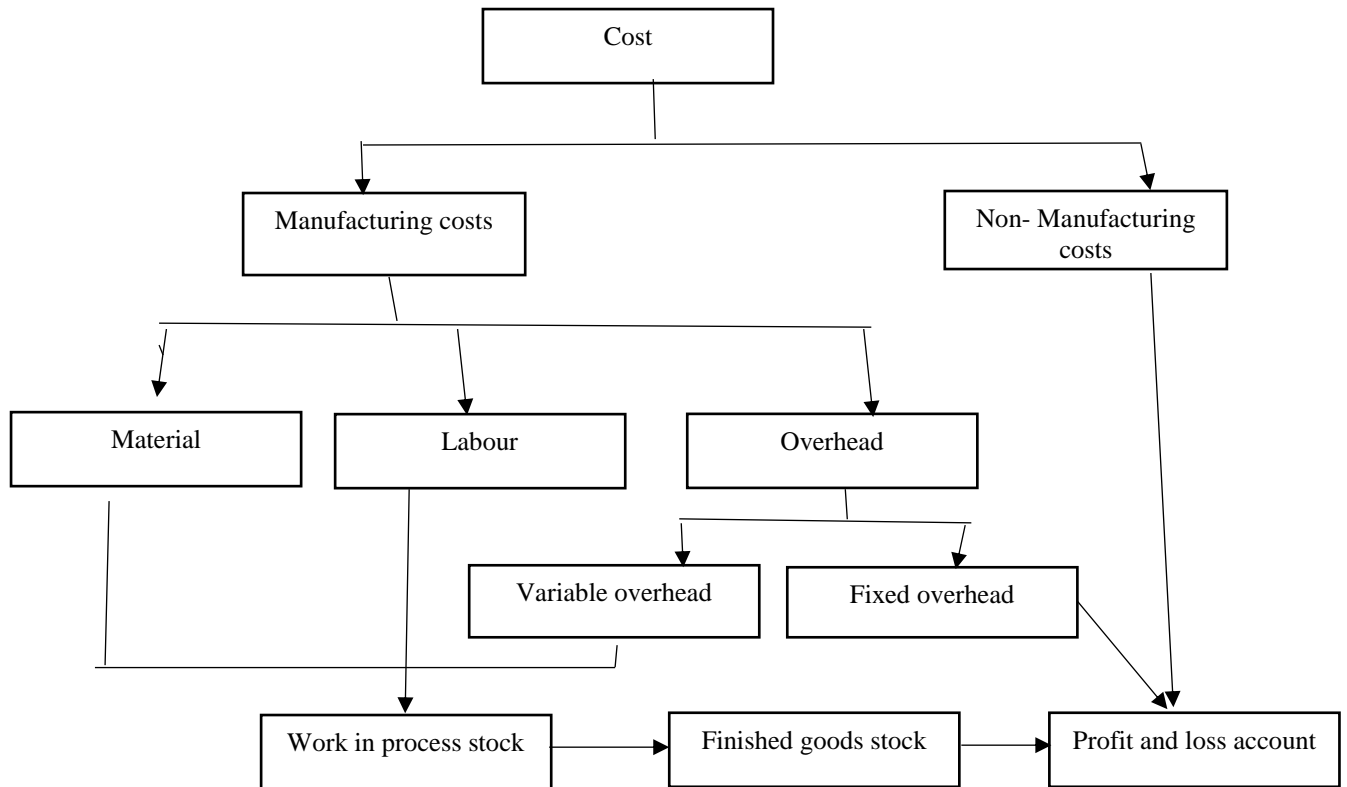 Cost
Manufacturing costs
Non- Manufacturing
costs
Material
Labour
Overhead
Variable overhead
Fixed overhead
Work in process stock
Finished goods stock
Profit and loss account